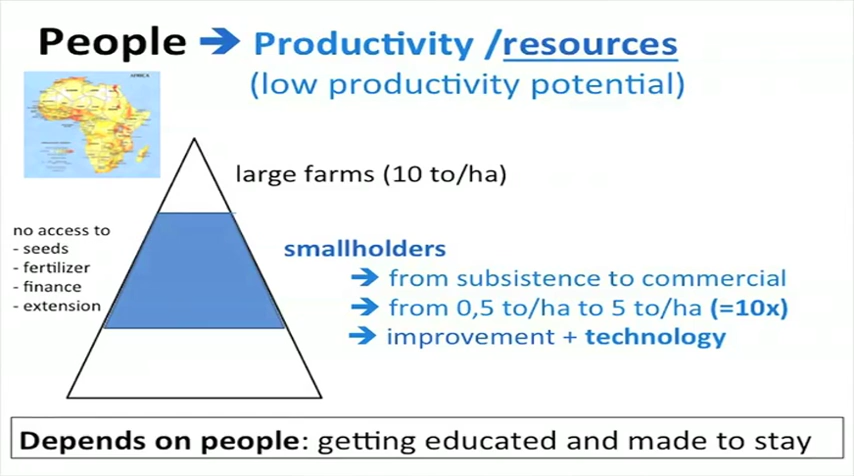 People ➔ Productivity /resources
(low productivity potential)
AFRICA
large farms (10 to/ha)
no access to
- seeds
- fertilizer
- finance
- extension
smallholders
➔ from subsistence to commercial
➔ from 0,5 to/ha to 5 to/ha (=10x)
➔ improvement + technology
Depends on people: getting educated and made to stay